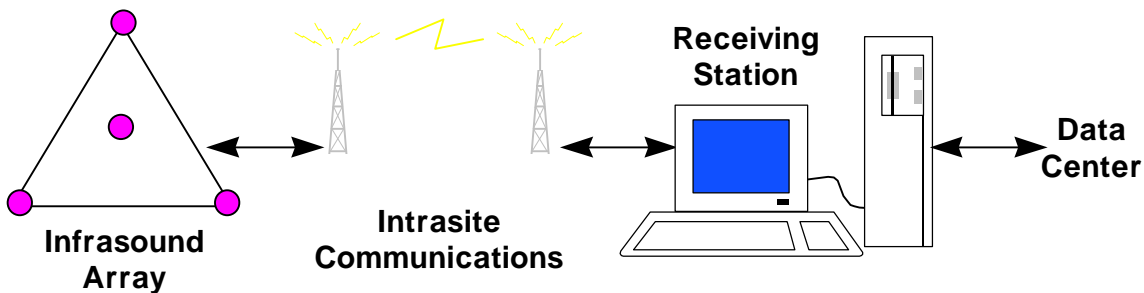 Infrasound
Array
Intrasite
Communications
Receiving
Station
Data
Center